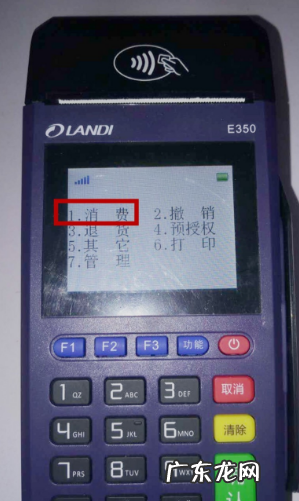 LANDI
E350
1.消 费 2.撤 销
3.退 货 4.预授权
5.其 它 6.打 印
7.管 理
F1 F2 F3 功能
1 QZ 2 ABC 3 DEF 取消
4 GHI 5 JKL 6 MNO 清除
7 PRS 8 TUV 9 WXY
广东龙网